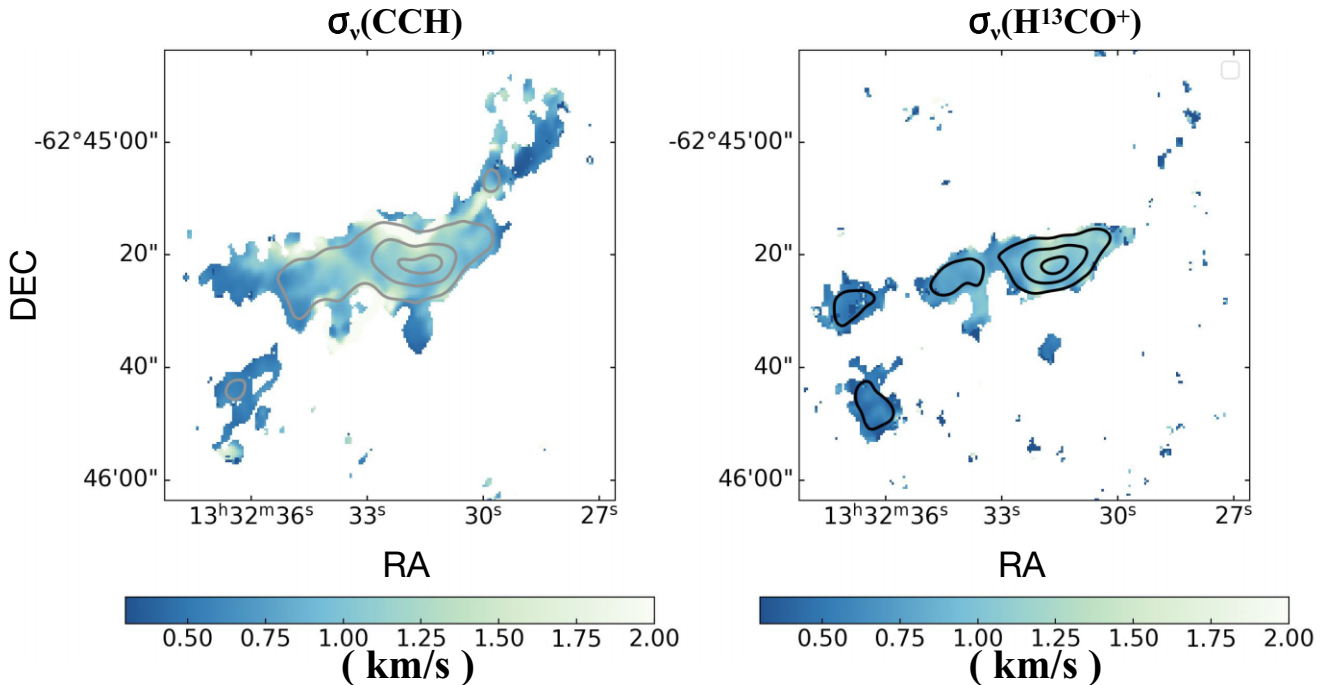 σᵥ(CCH)
σᵥ(H¹³CO⁺)
DEC
-62°45'00"
20"
40"
46'00"
13ʰ32ᵐ36ˢ 33ˢ 30ˢ 27ˢ
RA
-62°45'00"
20"
40"
46'00"
13ʰ32ᵐ36ˢ 33ˢ 30ˢ 27ˢ
RA
0.50 0.75 1.00 1.25 1.50 1.75 2.00
( km/s )
0.50 0.75 1.00 1.25 1.50 1.75 2.00
( km/s )